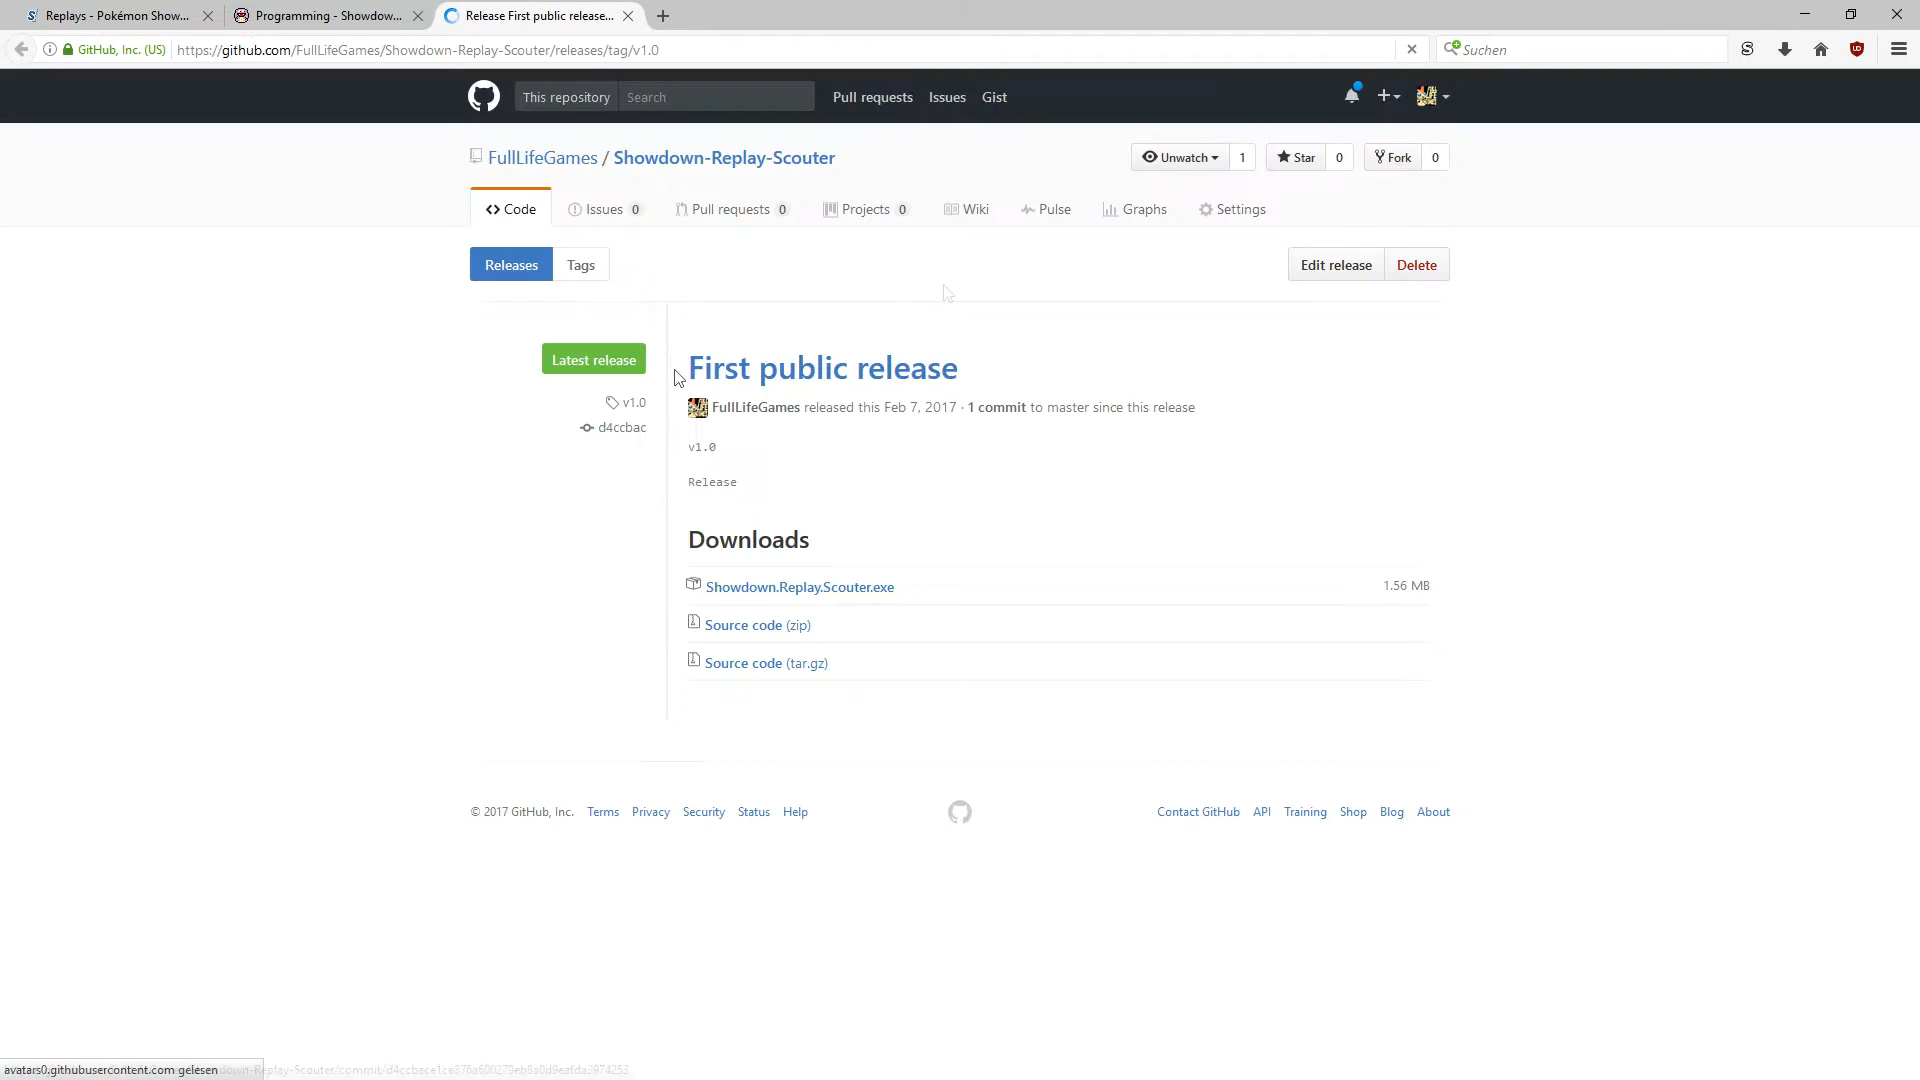 Replays - Pokémon Show...
Programming - Showdow...
Release First public release...
GitHub, Inc. (US)
https://github.com/FullLifeGames/Showdown-Replay-Scouter/releases/tag/v1.0
Suchen
This repository
Search
Pull requests
Issues
Gist
FullLifeGames / Showdown-Replay-Scouter
Unwatch 1
Star 0
Fork 0
Code
Issues 0
Pull requests 0
Projects 0
Wiki
Pulse
Graphs
Settings
Releases
Tags
Edit release
Delete
Latest release
v1.0
d4ccbac
First public release
FullLifeGames released this Feb 7, 2017 · 1 commit to master since this release
v1.0
Release
Downloads
Showdown.Replay.Scouter.exe 1.56 MB
Source code (zip)
Source code (tar.gz)
© 2017 GitHub, Inc. Terms Privacy Security Status Help
Contact GitHub API Training Shop Blog About
avatars0.githubusercontent.com gelesen